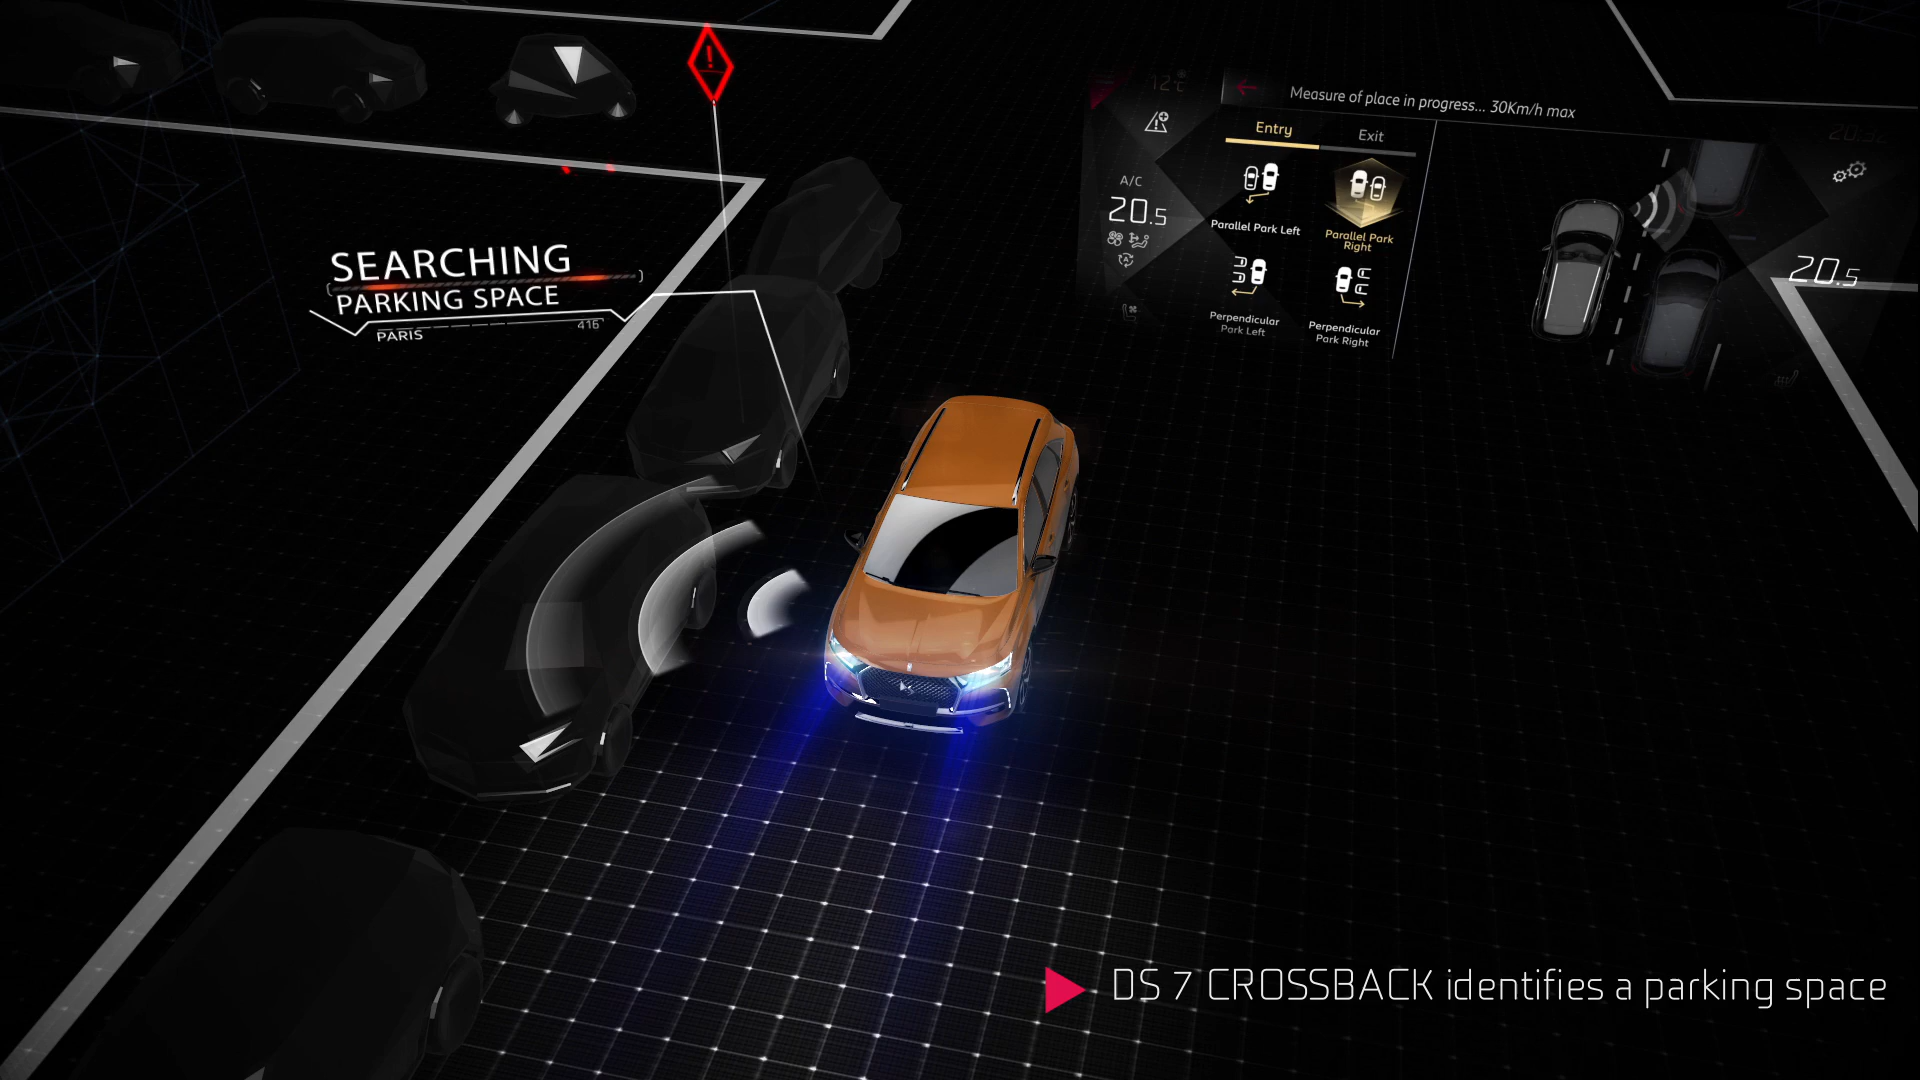 SEARCHING
PARKING SPACE
PARIS
416
12°C
Measure of place in progress... 30Km/h max
Entry
Exit
A/C
20.5
Parallel Park Left
Parallel Park
Right
Perpendicular
Park Left
Perpendicular
Park Right
20.5
DS 7 CROSSBACK identifies a parking space